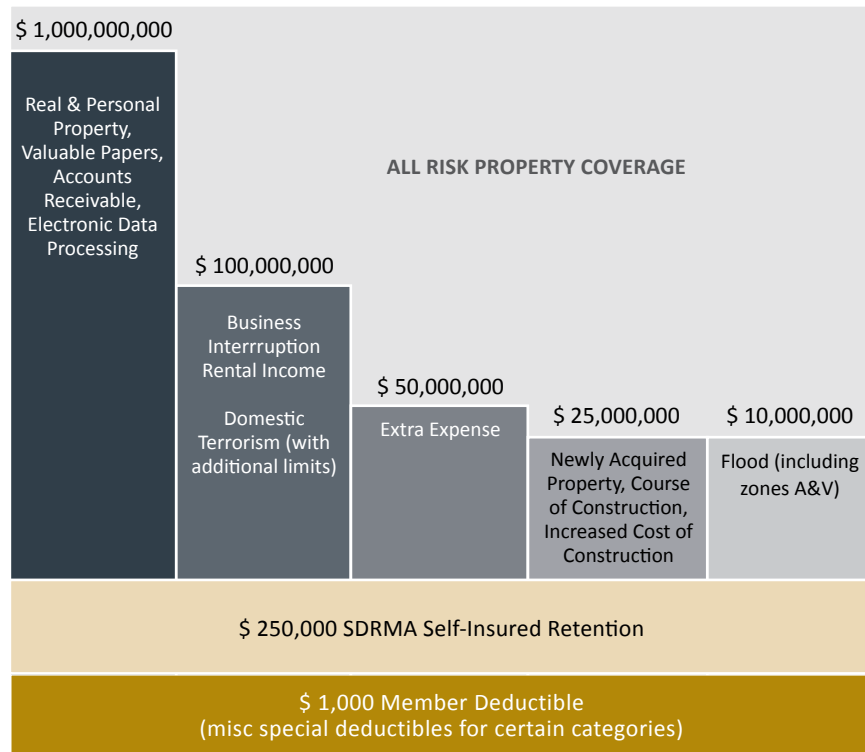 $ 1,000,000,000
Real & Personal
Property,
Valuable Papers,
Accounts
Receivable,
Electronic Data
Processing
ALL RISK PROPERTY COVERAGE
$ 100,000,000
Business
Interrruption
Rental Income
Domestic
Terrorism (with
additional limits)
$ 50,000,000
Extra Expense
$ 25,000,000
Newly Acquired
Property, Course
of Construction,
Increased Cost of
Construction
$ 10,000,000
Flood (including
zones A&V)
$ 250,000 SDRMA Self-Insured Retention
$ 1,000 Member Deductible
(misc special deductibles for certain categories)